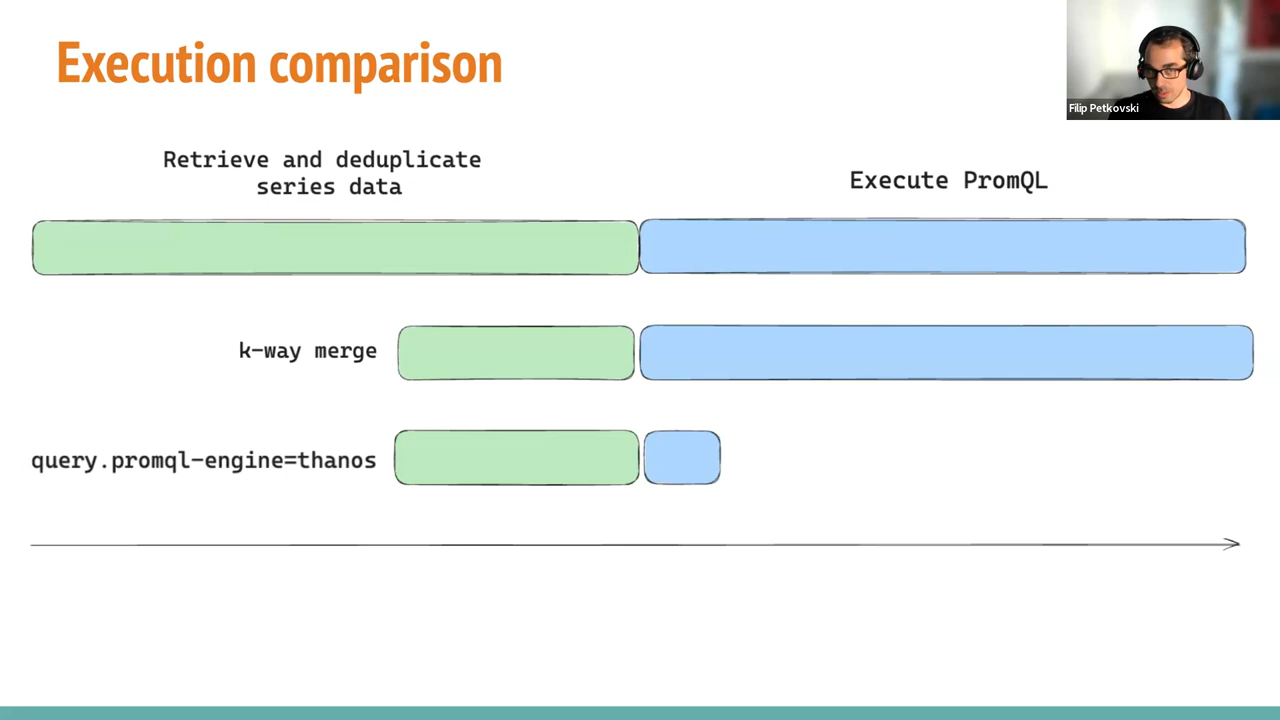 Execution comparison
Filip Petkovski
Retrieve and deduplicate
series data
Execute PromQL
k-way merge
query.promql-engine=thanos